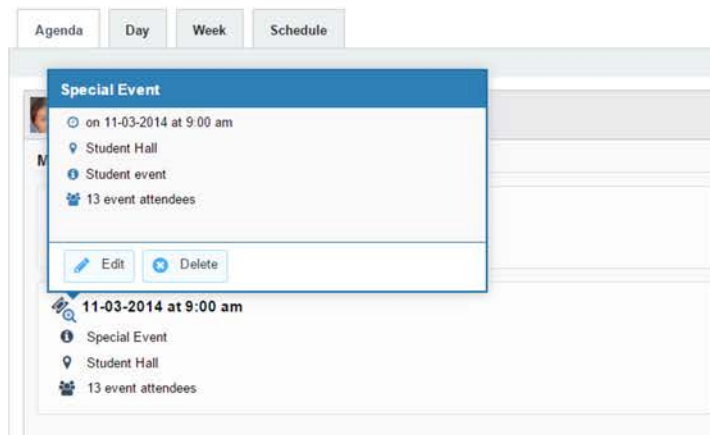 Agenda Day Week Schedule
Special Event
on 11-03-2014 at 9:00 am
Student Hall
Student event
13 event attendees
Edit Delete
11-03-2014 at 9:00 am
Special Event
Student Hall
13 event attendees